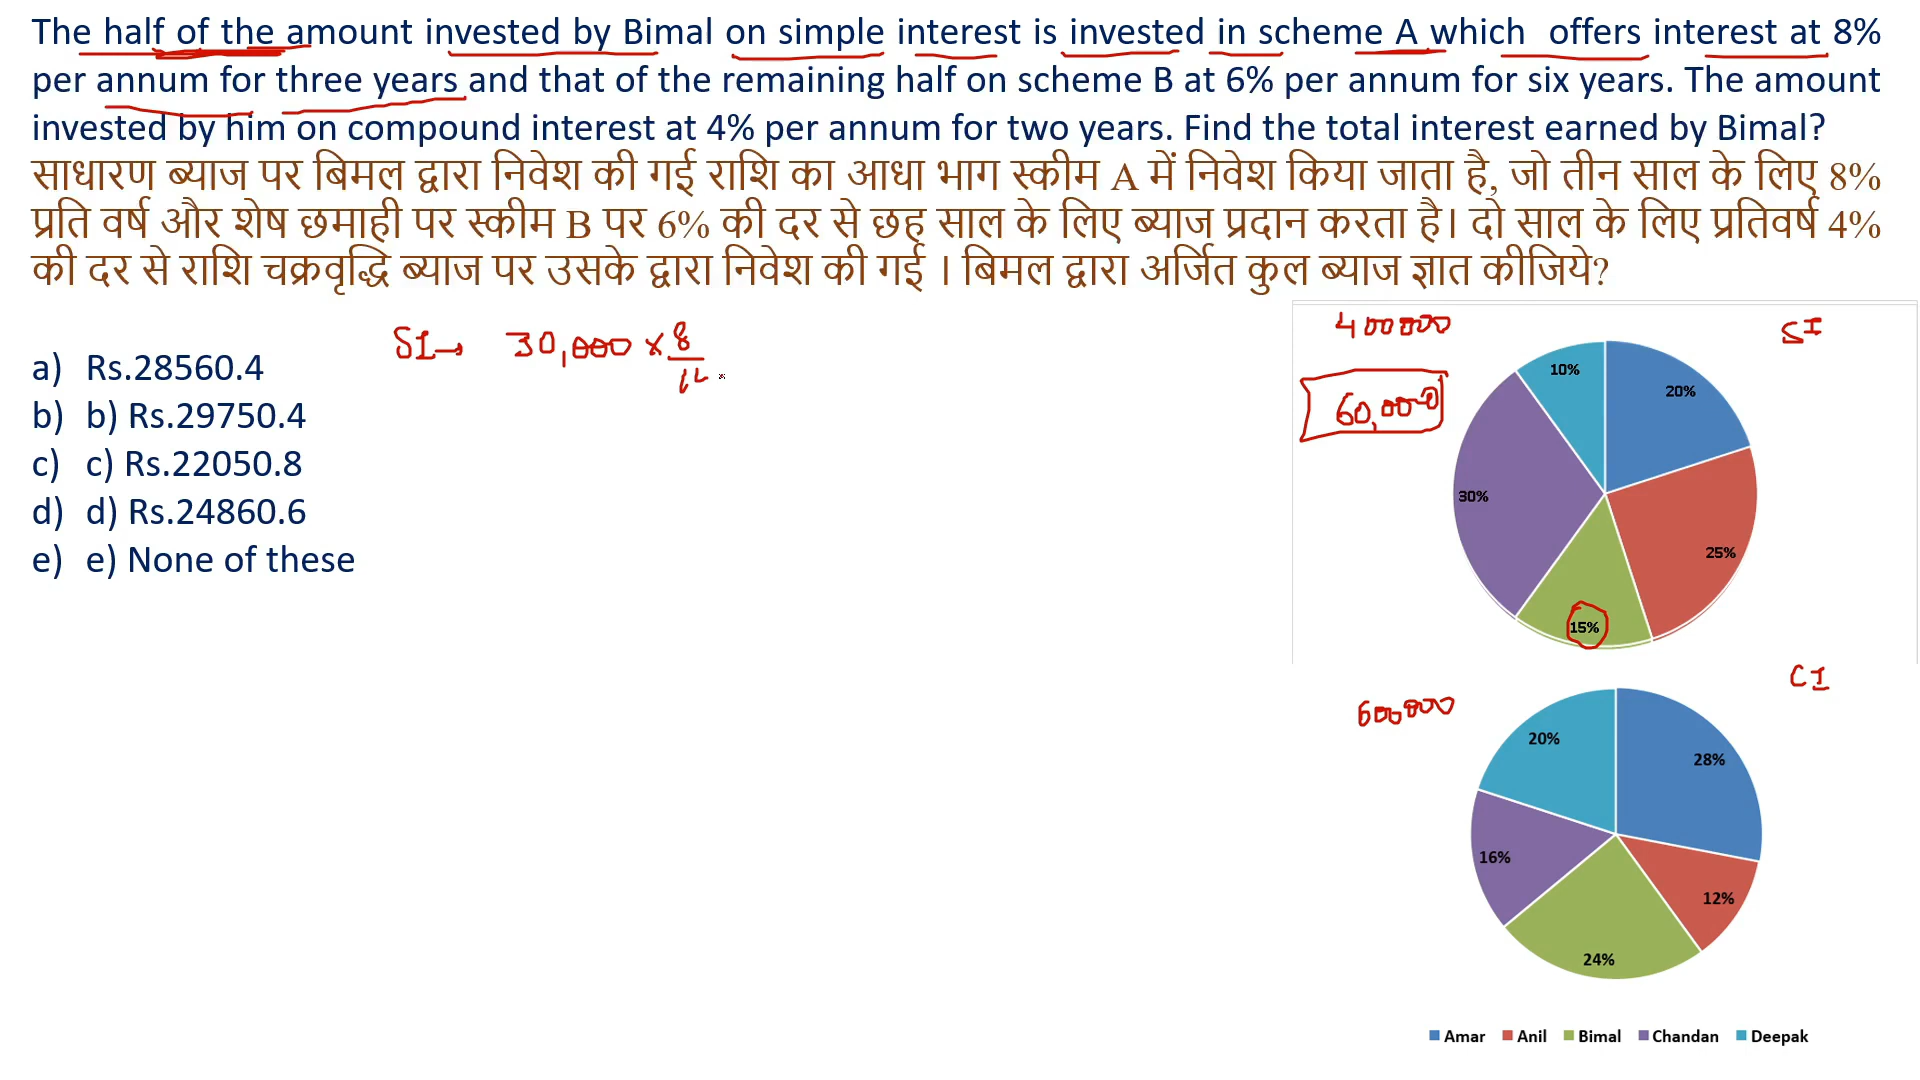 The half of the amount invested by Bimal on simple interest is invested in scheme A which offers interest at 8%
per annum for three years and that of the remaining half on scheme B at 6% per annum for six years. The amount
invested by him on compound interest at 4% per annum for two years. Find the total interest earned by Bimal?
साधारण ब्याज पर बिमल द्वारा निवेश की गई राशि का आधा भाग स्कीम A में निवेश किया जाता है, जो तीन साल के लिए 8%
प्रति वर्ष और शेष छमाही पर स्कीम B पर 6% की दर से छह साल के लिए ब्याज प्रदान करता है। दो साल के लिए प्रतिवर्ष 4%
की दर से राशि चक्रवृद्धि ब्याज पर उसके द्वारा निवेश की गई । बिमल द्वारा अर्जित कुल ब्याज ज्ञात कीजिये?
SI→ 30,000 × 8
a) Rs.28560.4
b) b) Rs.29750.4
c) c) Rs.22050.8
d) d) Rs.24860.6
e) e) None of these
400000
SI
60,000
10%
20%
30%
25%
15%
CI
600000
20%
28%
16%
12%
24%
Amar Anil Bimal Chandan Deepak